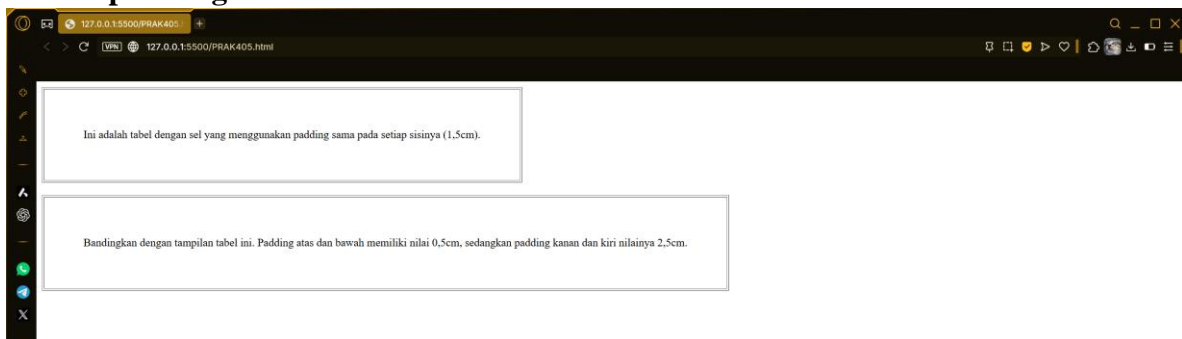 127.0.0.1:5500/PRAK405.
VPN
127.0.0.1:5500/PRAK405.html
Ini adalah tabel dengan sel yang menggunakan padding sama pada setiap sisinya (1,5cm).
Bandingkan dengan tampilan tabel ini. Padding atas dan bawah memiliki nilai 0,5cm, sedangkan padding kanan dan kiri nilainya 2,5cm.